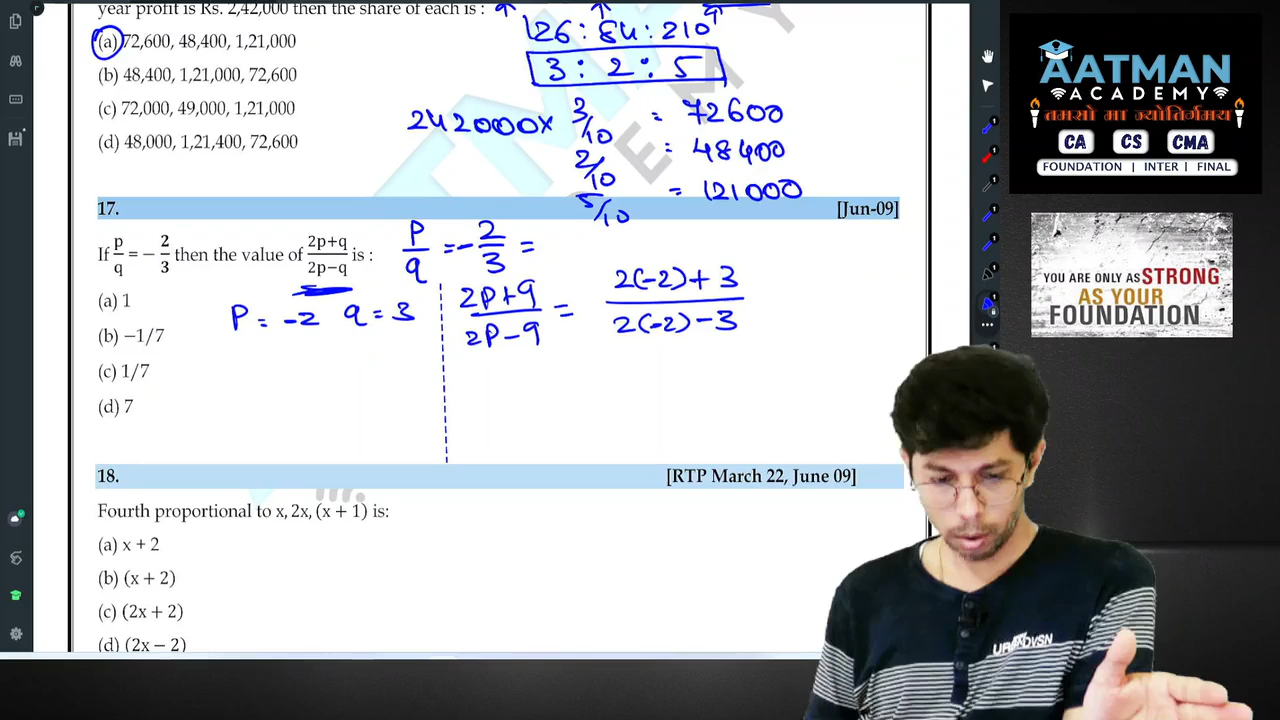 year profit is Rs. 2,42,000 then the share of each is :
(a) 72,600, 48,400, 1,21,000
(b) 48,400, 1,21,000, 72,600
(c) 72,000, 49,000, 1,21,000
(d) 48,000, 1,21,400, 72,600
126 : 84 : 210
3 : 2 : 5
242000 × 3/10 = 72600
2/10 = 48400
5/10 = 121000
17. [Jun-09]
If p/q = − 2/3 then the value of 2p+q/2p−q is :
(a) 1
(b) −1/7
(c) 1/7
(d) 7
P/q = - 2/3 =
P = -2 q = 3
2P+q/2P-q = 2(-2)+3/2(-2)-3
18. [RTP March 22, June 09]
Fourth proportional to x, 2x, (x + 1) is:
(a) x + 2
(b) (x + 2)
(c) (2x + 2)
(d) (2x − 2)
AATMAN
ACADEMY
तमसो मा ज्योतिर्गमय
CA CS CMA
FOUNDATION | INTER | FINAL
YOU ARE ONLY AS STRONG
AS YOUR
FOUNDATION